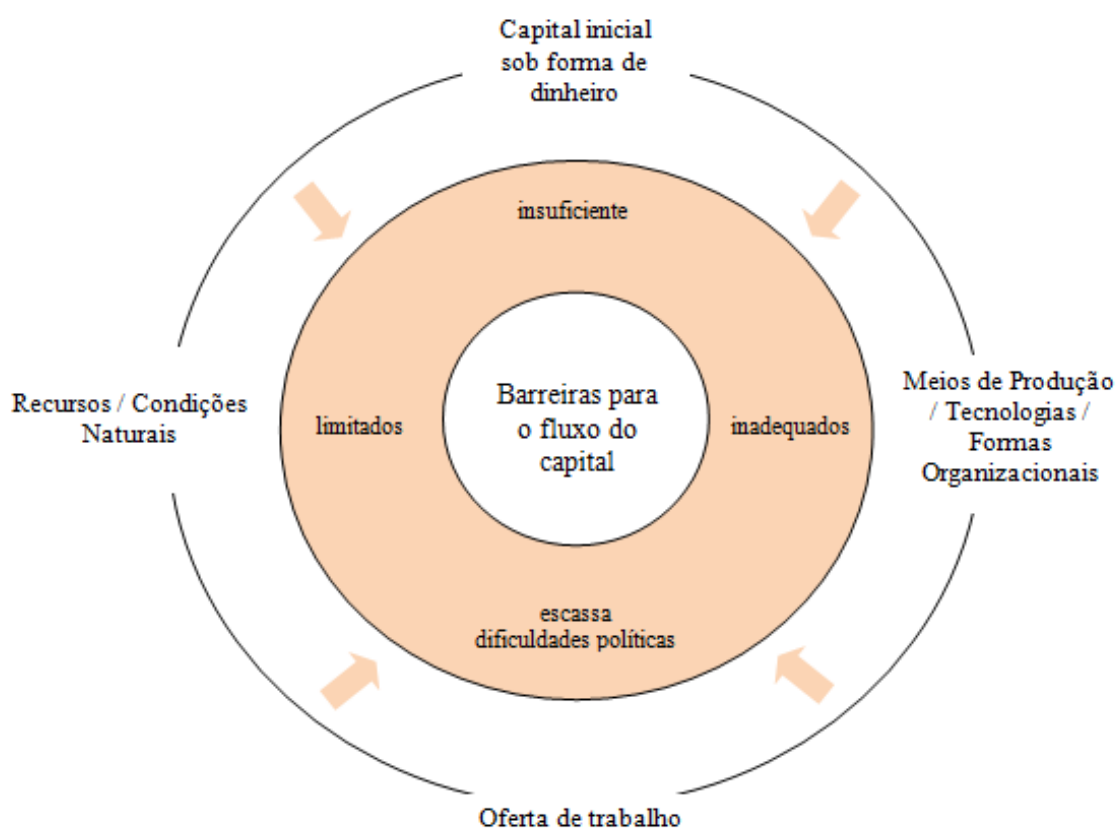 Capital inicial
sob forma de
dinheiro
insuficiente
Recursos / Condições
Naturais
limitados
Barreiras para
o fluxo do
capital
inadequados
Meios de Produção
/ Tecnologias /
Formas
Organizacionais
escassa
dificuldades políticas
Oferta de trabalho